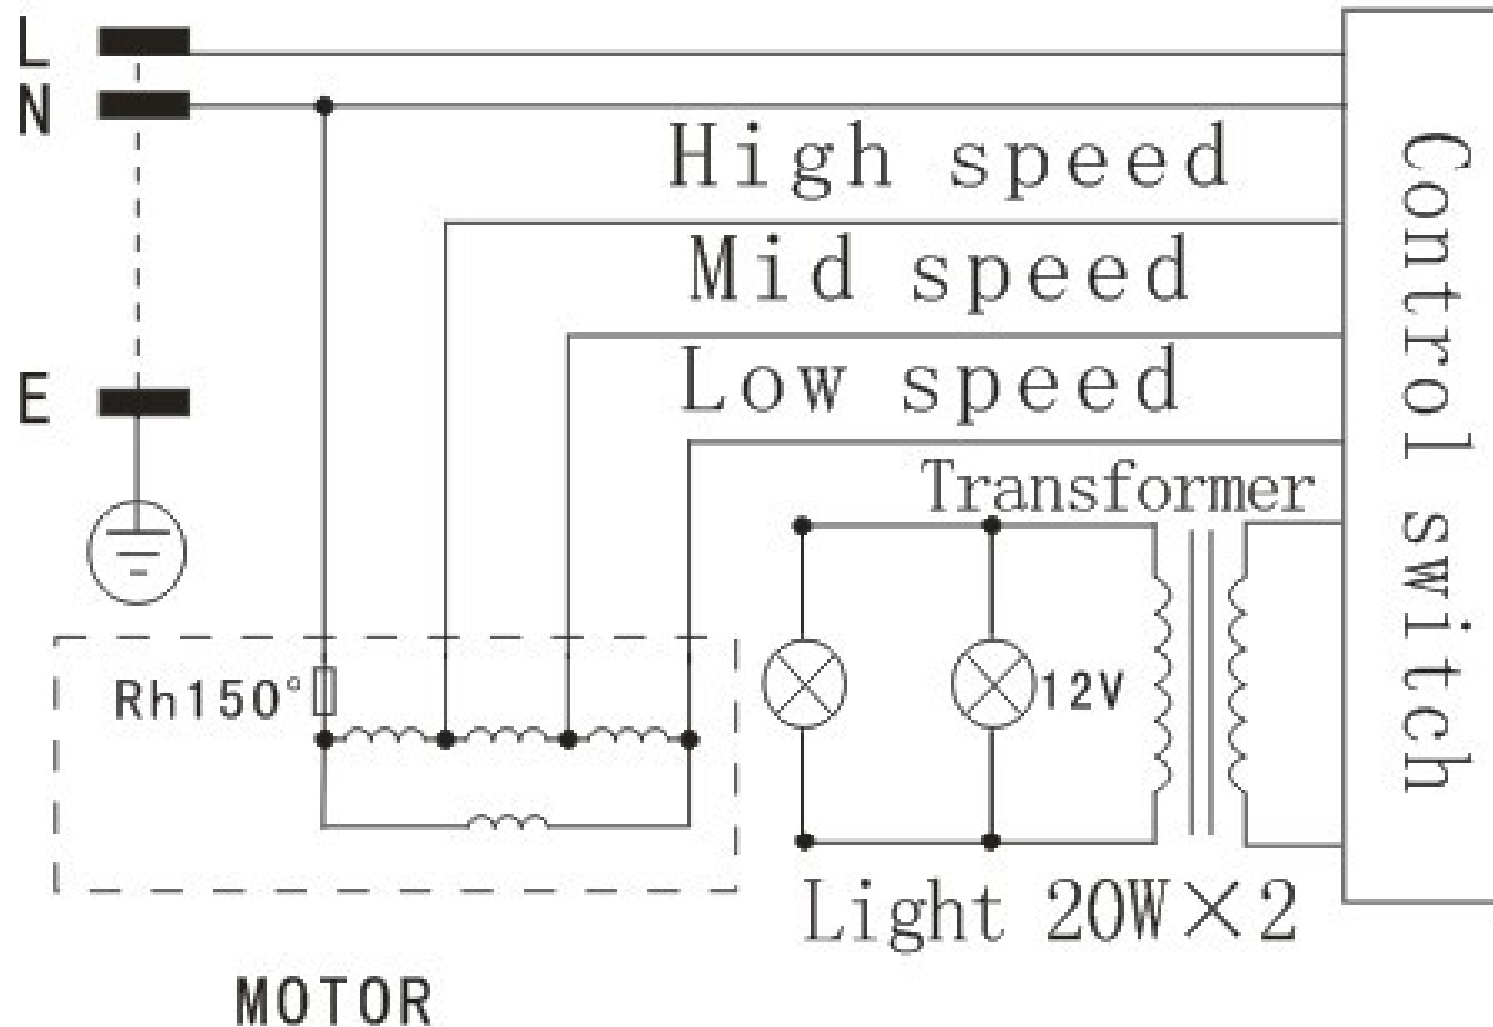 L
N
High speed
Mid speed
Low speed
E
Transformer
Control switch
Rh150°
12V
Light 20W×2
MOTOR